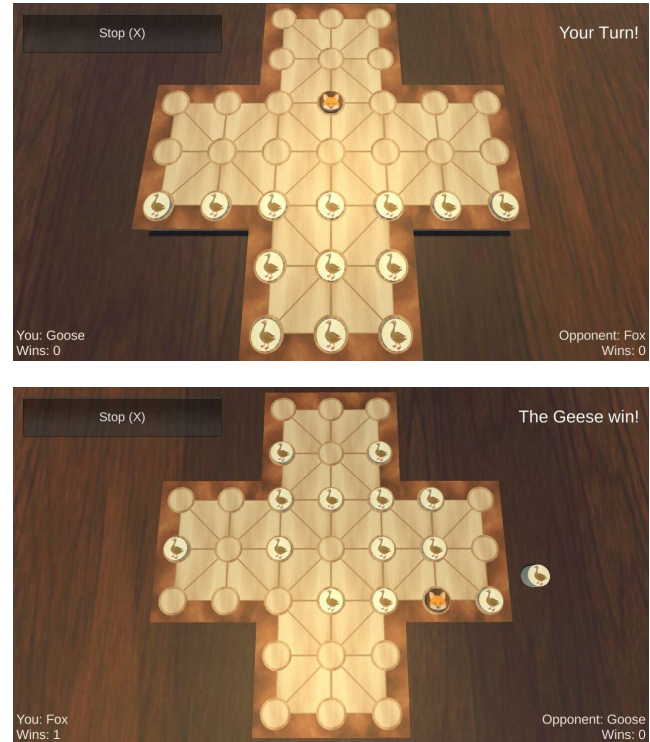 Stop (X)
Your Turn!
You: Goose
Wins: 0
Opponent: Fox
Wins: 0
Stop (X)
The Geese win!
You: Fox
Wins: 1
Opponent: Goose
Wins: 0